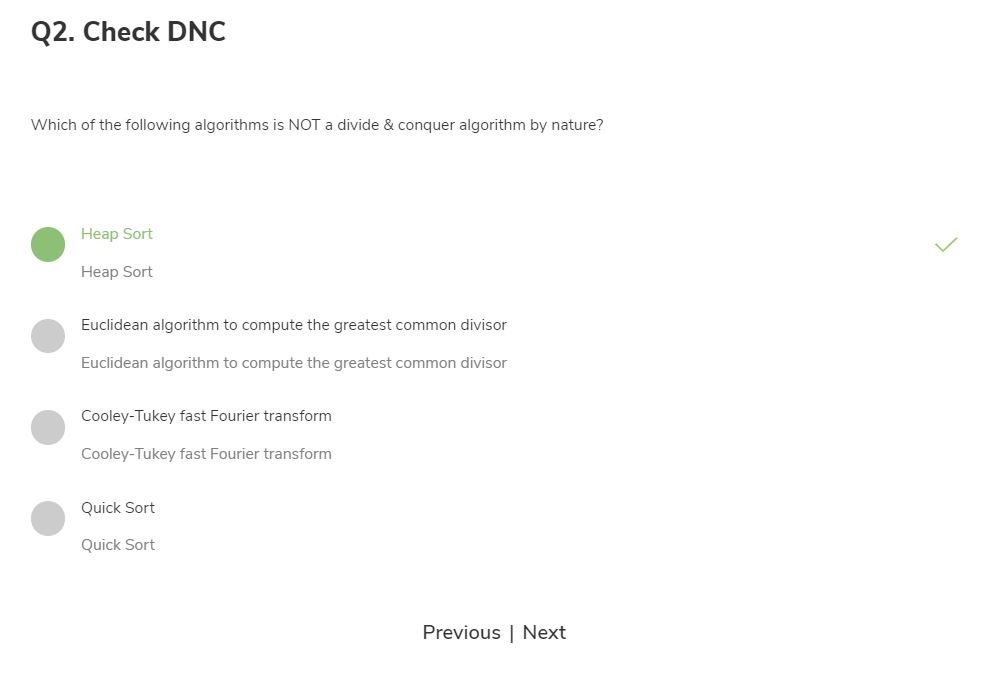 Q2. Check DNC
Which of the following algorithms is NOT a divide & conquer algorithm by nature?
Heap Sort
Heap Sort
Euclidean algorithm to compute the greatest common divisor
Euclidean algorithm to compute the greatest common divisor
Cooley-Tukey fast Fourier transform
Cooley-Tukey fast Fourier transform
Quick Sort
Quick Sort
Previous | Next